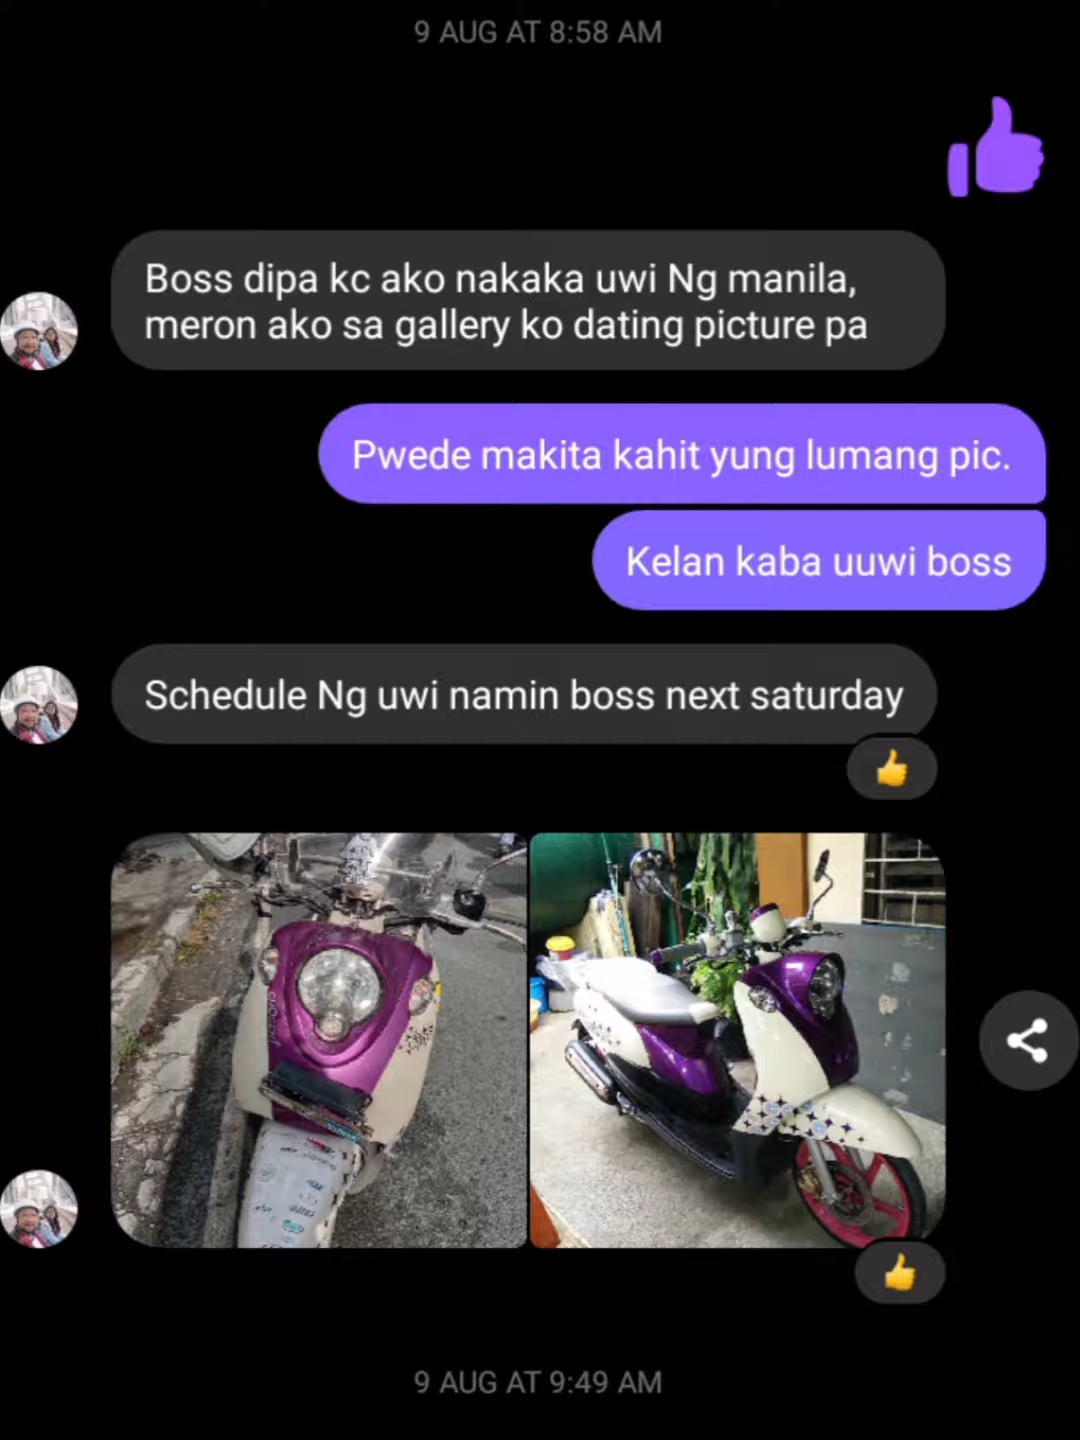 9 AUG AT 8:58 AM
Boss dipa kc ako nakaka uwi Ng manila,
meron ako sa gallery ko dating picture pa
Pwede makita kahit yung lumang pic.
Kelan kaba uuwi boss
Schedule Ng uwi namin boss next saturday
9 AUG AT 9:49 AM